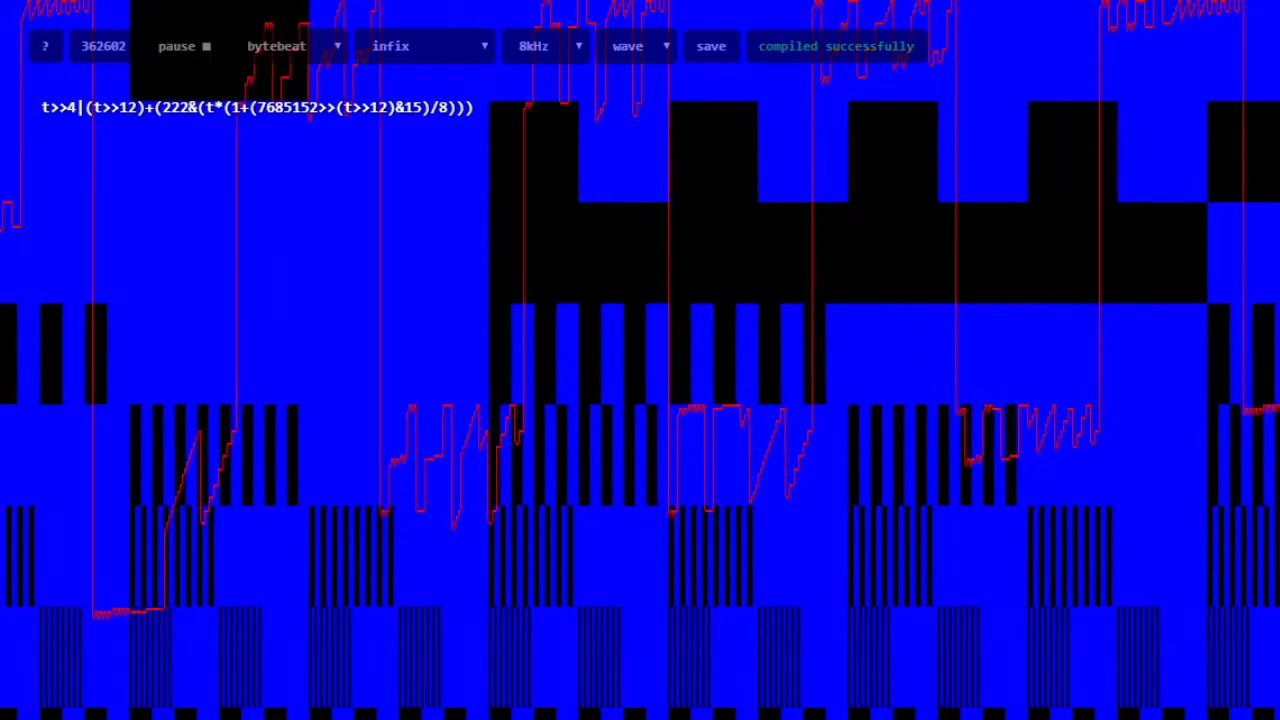 ? 362602 pause ■ bytebeat ▼ infix ▼ 8kHz ▼ wave ▼ save compiled successfully
t>>4|(t>>12)+(222&(t*(1+(7685152>>(t>>12)&15)/8)))